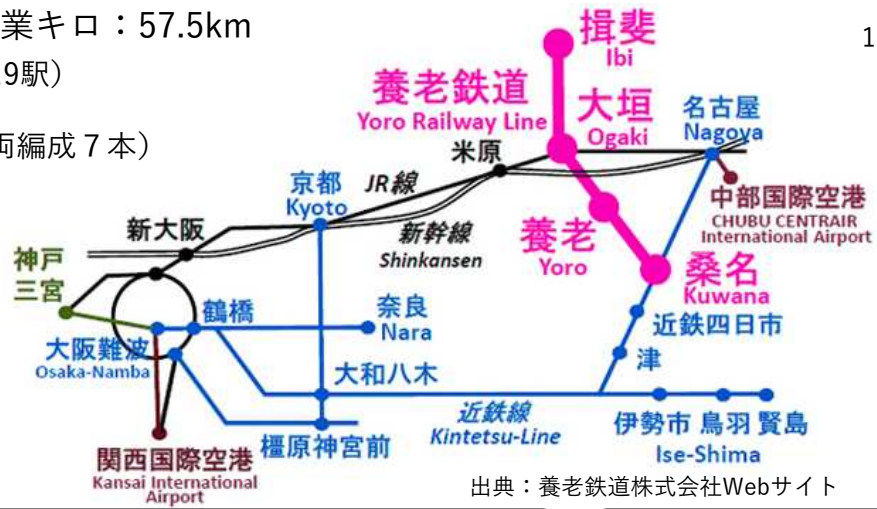 業キロ：57.5km
9駅）
両編成７本）
1
揖斐
Ibi
養老鉄道
Yoro Railway Line
大垣
Ogaki
名古屋
Nagoya
米原
京都
Kyoto
JR線
中部国際空港
CHUBU CENTRAIR
International Airport
新大阪
新幹線
Shinkansen
養老
Yoro
神戸
三宮
桑名
Kuwana
鶴橋
奈良
Nara
近鉄四日市
大阪難波
Osaka-Namba
津
大和八木
近鉄線
Kintetsu-Line
伊勢市 鳥羽 賢島
Ise-Shima
橿原神宮前
関西国際空港
Kansai International
Airport
出典：養老鉄道株式会社Webサイト